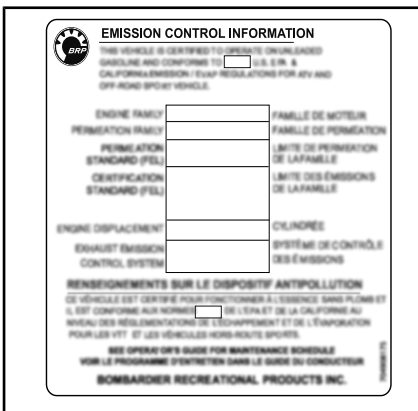 EMISSION CONTROL INFORMATION
BRP
THIS VEHICLE IS CERTIFIED TO OPERATE ON UNLEADED
GASOLINE AND CONFORMS TO U.S. EPA &
CALIFORNIA EMISSION / EVAP REGULATIONS FOR ATV AND
OFF-ROAD SPORT VEHICLE.
ENGINE FAMILY FAMILLE DE MOTEUR
PERMEATION FAMILY FAMILLE DE PERMÉATION
PERMEATION LIMITE DE PERMEATION
STANDARD (FEL) DE LA FAMILLE
CERTIFICATION LIMITE DES ÉMISSIONS
STANDARD (FEL) DE LA FAMILLE
ENGINE DISPLACEMENT CYLINDRÉE
EXHAUST EMISSION SYSTÈME DE CONTRÔLE
CONTROL SYSTEM DES ÉMISSIONS
RENSEIGNEMENTS SUR LE DISPOSITIF ANTIPOLLUTION
CE VÉHICULE EST CERTIFIÉ POUR FONCTIONNER À L'ESSENCE SANS PLOMB ET
IL EST CONFORME AUX NORMES DE L'EPA ET DE LA CALIFORNIE AU
NIVEAU DES RÉGLEMENTATIONS DE L'ÉCHAPPEMENT ET DE L'ÉVAPORATION
POUR LES VTT ET LES VÉHICULES HORS-ROUTE SPORTS.
SEE OPERATOR'S GUIDE FOR MAINTENANCE SCHEDULE
VOIR LE PROGRAMME D'ENTRETIEN DANS LE GUIDE DU CONDUCTEUR
BOMBARDIER RECREATIONAL PRODUCTS INC.